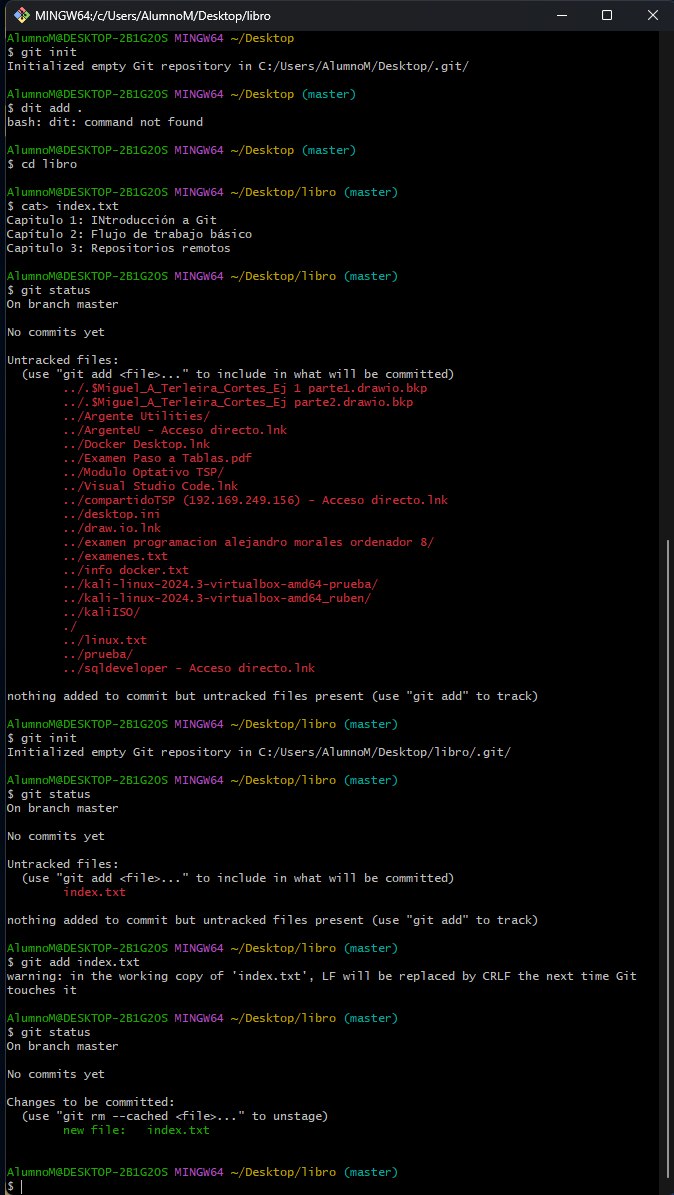 MINGW64:/c/Users/AlumnoM/Desktop/libro
AlumnoM@DESKTOP-2B1G2OS MINGW64 ~/Desktop
$ git init
Initialized empty Git repository in C:/Users/AlumnoM/Desktop/.git/
AlumnoM@DESKTOP-2B1G2OS MINGW64 ~/Desktop (master)
$ dit add .
bash: dit: command not found
AlumnoM@DESKTOP-2B1G2OS MINGW64 ~/Desktop (master)
$ cd libro
AlumnoM@DESKTOP-2B1G2OS MINGW64 ~/Desktop/libro (master)
$ cat> index.txt
Capitulo 1: INtroducción a Git
Capítulo 2: Flujo de trabajo básico
Capitulo 3: Repositorios remotos
AlumnoM@DESKTOP-2B1G2OS MINGW64 ~/Desktop/libro (master)
$ git status
On branch master
No commits yet
Untracked files:
(use "git add <file>..." to include in what will be committed)
../.$Miguel_A_Terleira_Cortes_Ej 1 parte1.drawio.bkp
../.$Miguel_A_Terleira_Cortes_Ej parte2.drawio.bkp
../Argente Utilities/
../ArgenteU - Acceso directo.lnk
../Docker Desktop.lnk
../Examen Paso a Tablas.pdf
../Modulo Optativo TSP/
../Visual Studio Code.lnk
../compartidoTSP (192.169.249.156) - Acceso directo.lnk
../desktop.ini
../draw.io.lnk
../examen programacion alejandro morales ordenador 8/
../examenes.txt
../info docker.txt
../kali-linux-2024.3-virtualbox-amd64-prueba/
../kali-linux-2024.3-virtualbox-amd64_ruben/
../kaliISO/
./
../linux.txt
../prueba/
../sqldeveloper - Acceso directo.lnk
nothing added to commit but untracked files present (use "git add" to track)
AlumnoM@DESKTOP-2B1G2OS MINGW64 ~/Desktop/libro (master)
$ git init
Initialized empty Git repository in C:/Users/AlumnoM/Desktop/libro/.git/
AlumnoM@DESKTOP-2B1G2OS MINGW64 ~/Desktop/libro (master)
$ git status
On branch master
No commits yet
Untracked files:
(use "git add <file>..." to include in what will be committed)
index.txt
nothing added to commit but untracked files present (use "git add" to track)
AlumnoM@DESKTOP-2B1G2OS MINGW64 ~/Desktop/libro (master)
$ git add index.txt
warning: in the working copy of 'index.txt', LF will be replaced by CRLF the next time Git
touches it
AlumnoM@DESKTOP-2B1G2OS MINGW64 ~/Desktop/libro (master)
$ git status
On branch master
No commits yet
Changes to be committed:
(use "git rm --cached <file>..." to unstage)
new file:   index.txt
AlumnoM@DESKTOP-2B1G2OS MINGW64 ~/Desktop/libro (master)
$